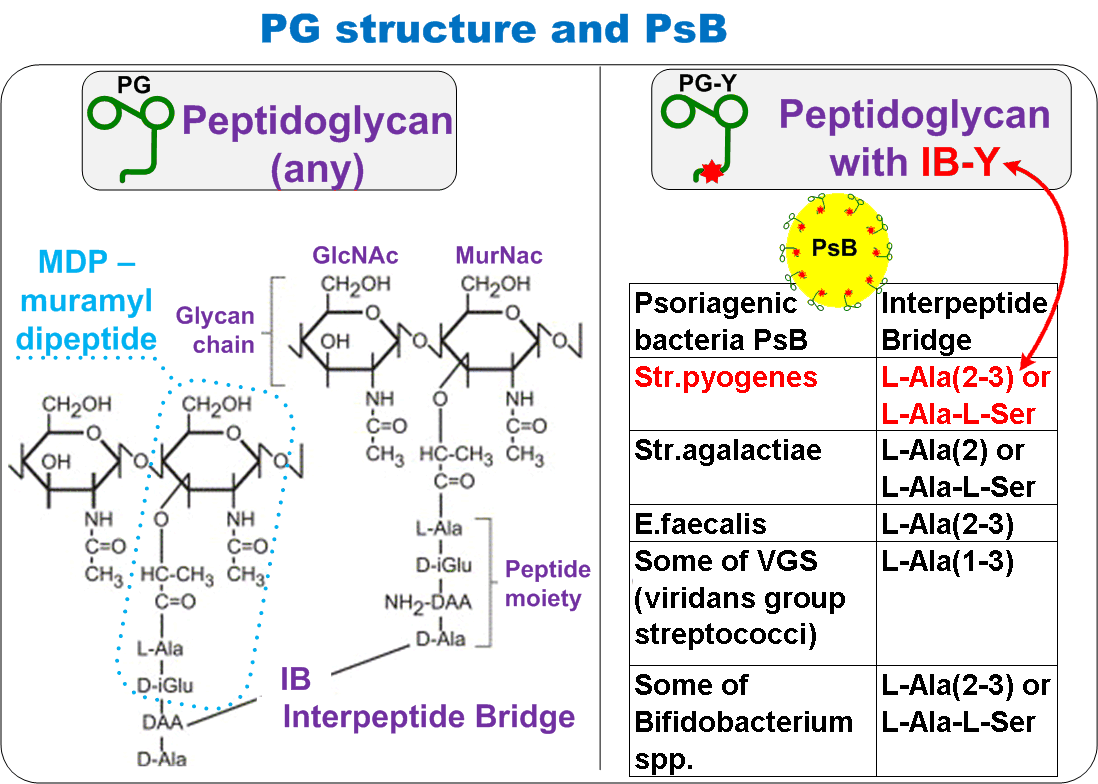 PG structure and PsB
PG
Peptidoglycan
(any)
MDP –
muramyl
dipeptide
Glycan
chain
GlcNAc
MurNac
CH2OH
CH2OH
O
O
O
O
OH
NH
C=O
CH3
O
HC-CH3
C=O
NH
C=O
CH3
L-Ala
D-iGlu
NH2-DAA
D-Ala
Peptide
moiety
CH2OH
CH2OH
O
O
O
O
OH
NH
C=O
CH3
O
HC-CH3
C=O
NH
C=O
CH3
L-Ala
D-iGlu
DAA
D-Ala
IB
Interpeptide Bridge
PG-Y
Peptidoglycan
with IB-Y
PsB
Psoriagenic
bacteria PsB
Interpeptide
Bridge
Str.pyogenes
L-Ala(2-3) or
L-Ala-L-Ser
Str.agalactiae
L-Ala(2) or
L-Ala-L-Ser
E.faecalis
L-Ala(2-3)
Some of VGS
(viridans group
streptococci)
L-Ala(1-3)
Some of
Bifidobacterium
spp.
L-Ala(2-3) or
L-Ala-L-Ser